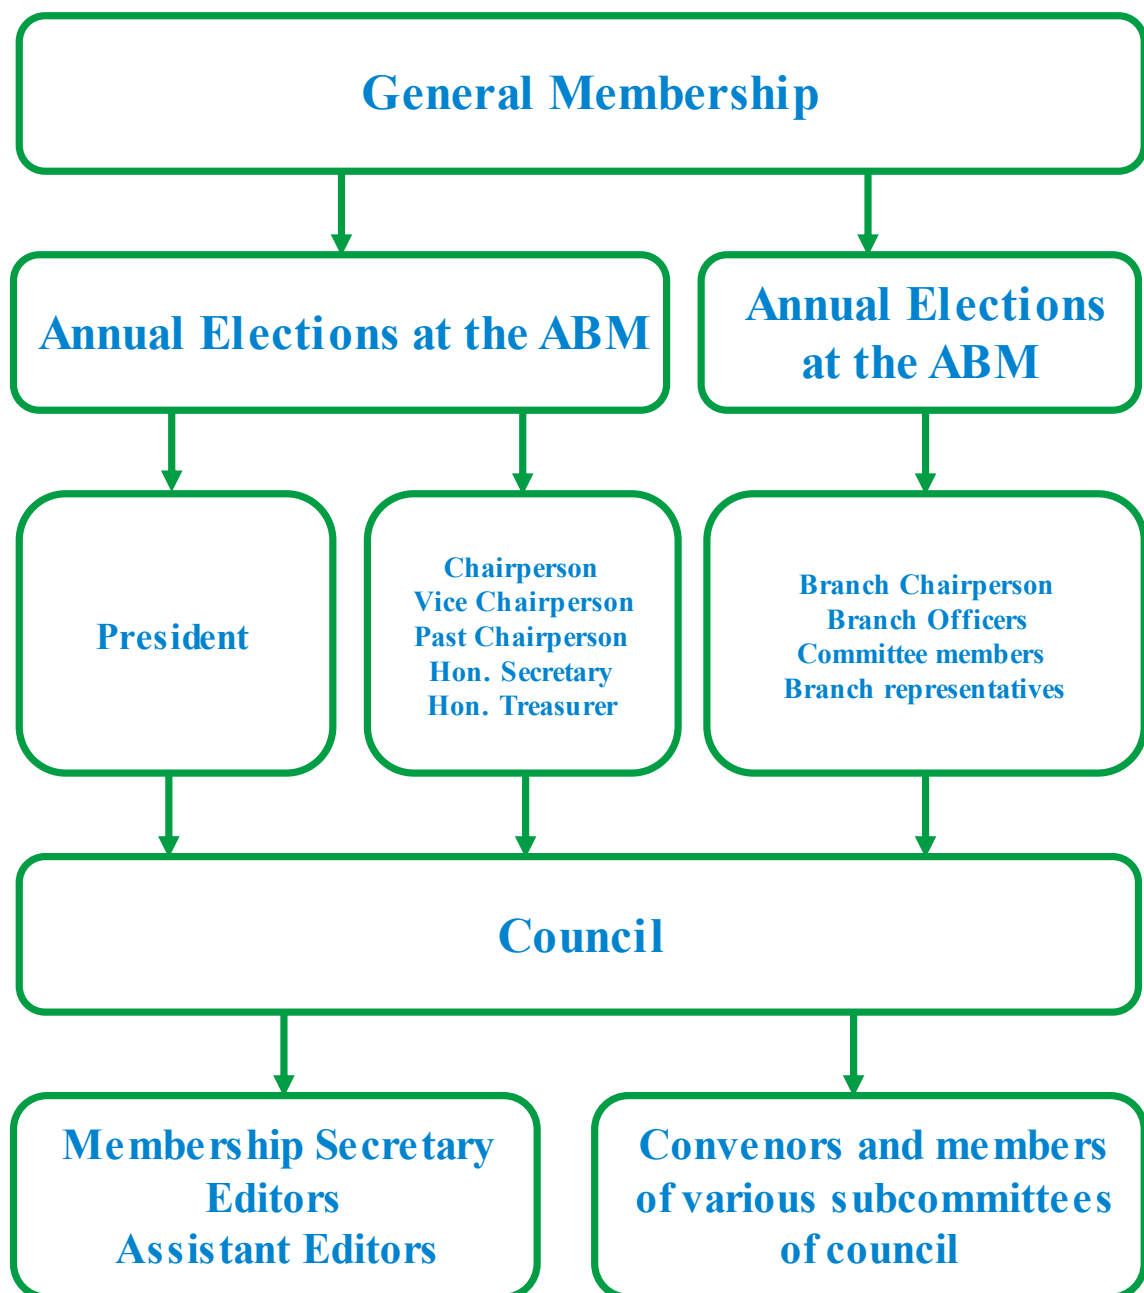 General Membership
Annual Elections at the ABM
Annual Elections
at the ABM
President
Chairperson
Vice Chairperson
Past Chairperson
Hon. Secretary
Hon. Treasurer
Branch Chairperson
Branch Officers
Committee members
Branch representatives
Council
Membership Secretary
Editors
Assistant Editors
Convenors and members
of various subcommittees
of council